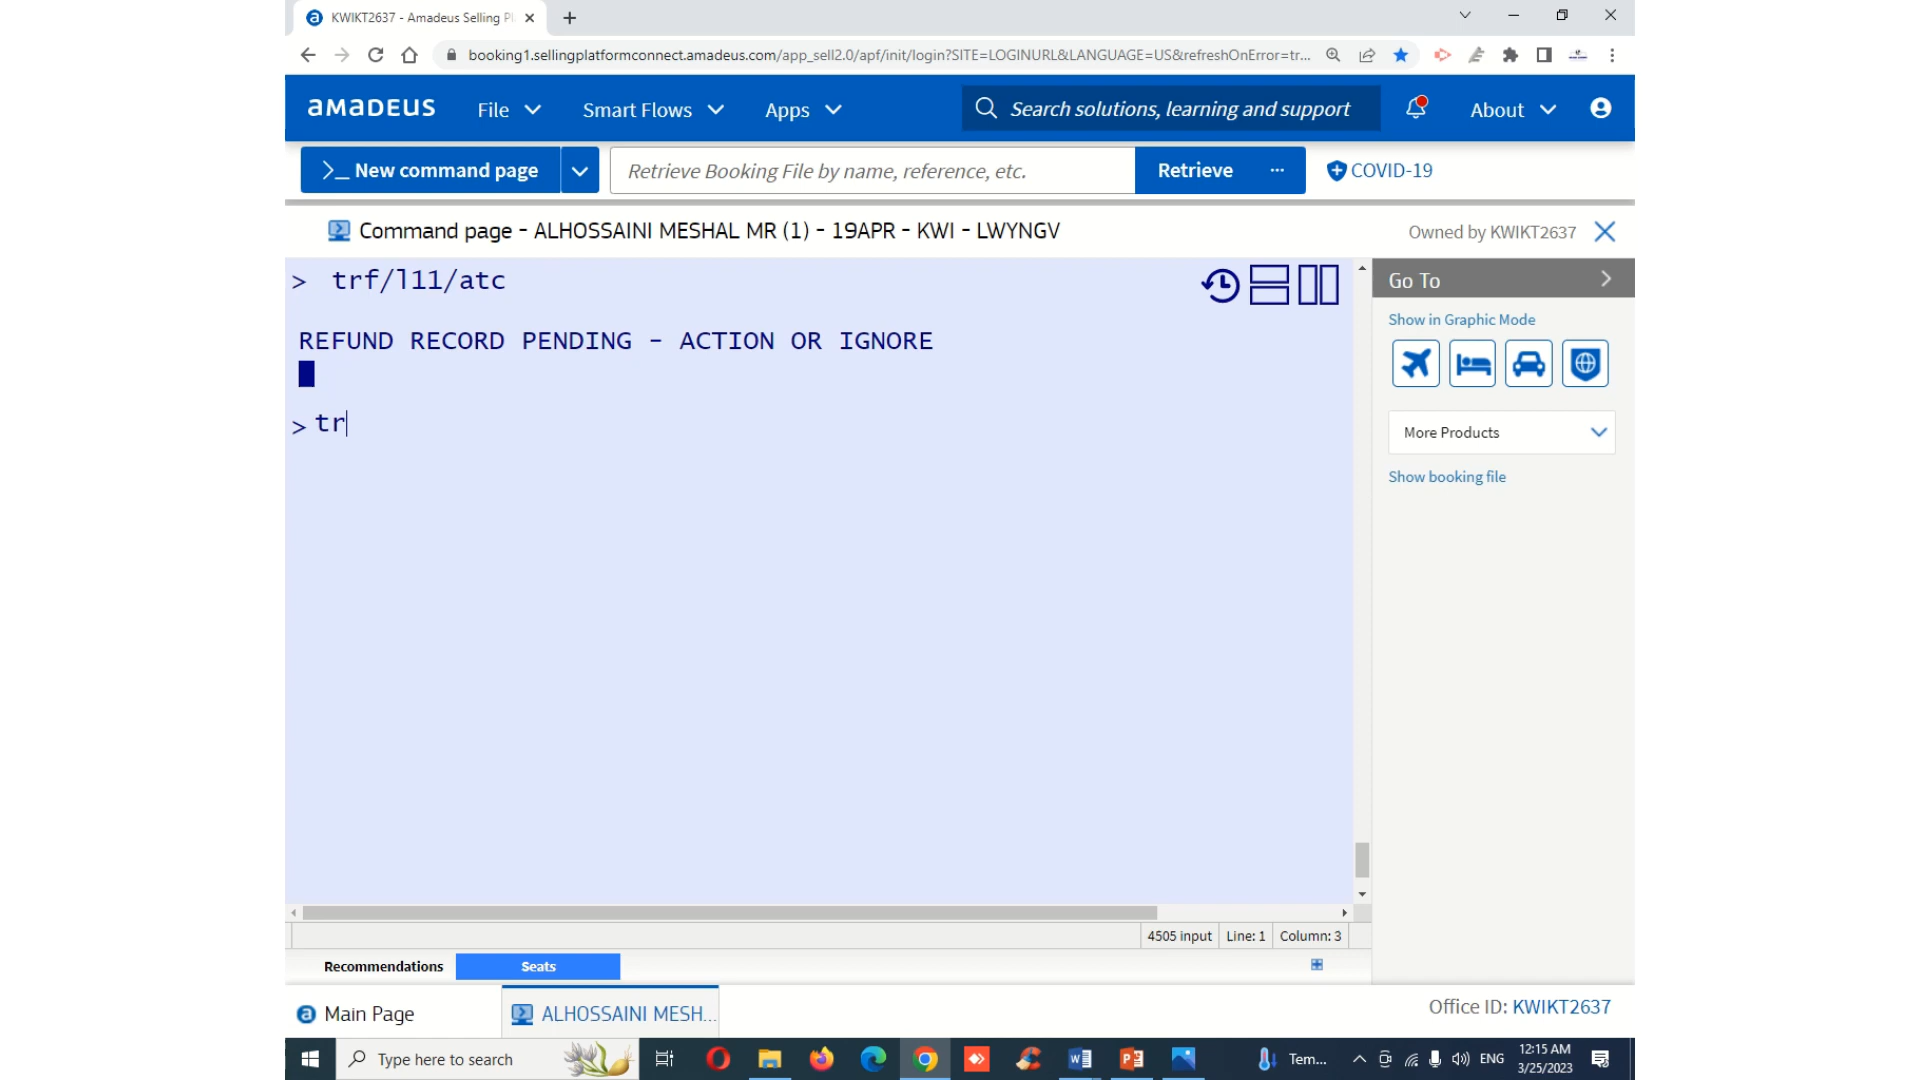 KWIKT2637 - Amadeus Selling Pl
booking1.sellingplatformconnect.amadeus.com/app_sell2.0/apf/init/login?SITE=LOGINURL&LANGUAGE=US&refreshOnError=tr...
amadeus File Smart Flows Apps Search solutions, learning and support About
>_ New command page Retrieve Booking File by name, reference, etc. Retrieve ... COVID-19
Command page - ALHOSSAINI MESHAL MR (1) - 19APR - KWI - LWYNGV Owned by KWIKT2637
> trf/l11/atc
Go To
Show in Graphic Mode
REFUND RECORD PENDING - ACTION OR IGNORE
> tr
More Products
Show booking file
4505 input Line: 1 Column: 3
Recommendations Seats
Main Page ALHOSSAINI MESH... Office ID: KWIKT2637
Type here to search Tem... ENG 12:15 AM
3/25/2023